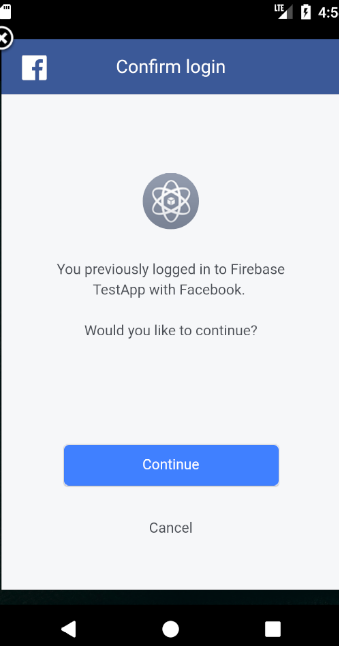 LTE
4:5
Confirm login
You previously logged in to Firebase
TestApp with Facebook.
Would you like to continue?
Continue
Cancel